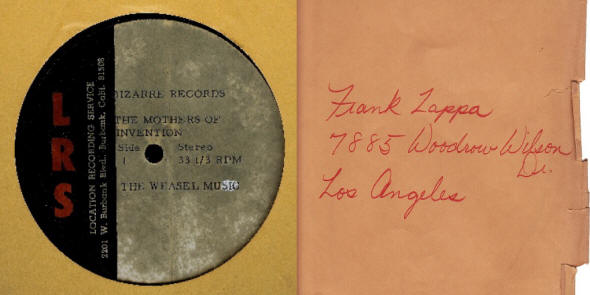 LRS
LOCATION RECORDING SERVICE
2201 W. Burbank Blvd., Burbank, Calif. 91506
BIZARRE RECORDS
THE MOTHERS OF
INVENTION
Side Stereo
1 33 1/3 RPM
THE WEASEL MUSIC
Frank Zappa
7885 Woodrow Wilson
Dr.
Los Angeles